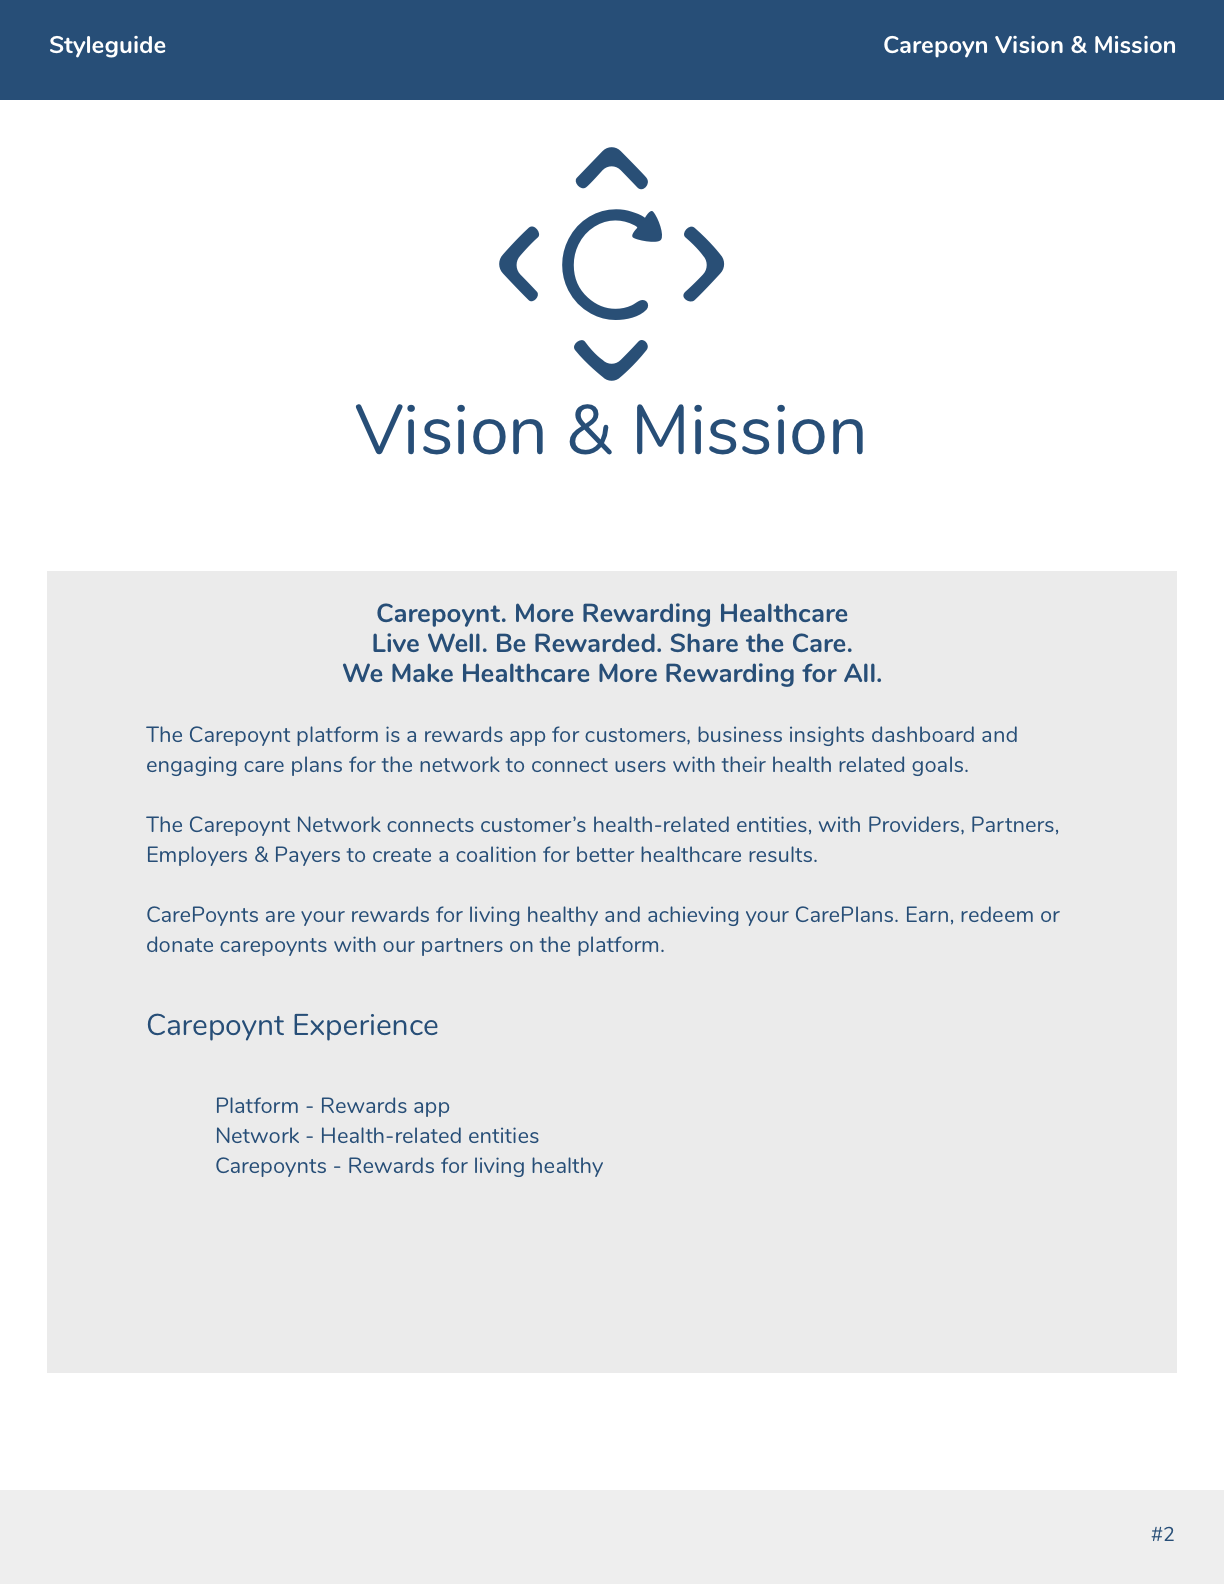 Styleguide
Carepoyn Vision & Mission
Vision & Mission
Carepoynt. More Rewarding Healthcare
Live Well. Be Rewarded. Share the Care.
We Make Healthcare More Rewarding for All.
The Carepoynt platform is a rewards app for customers, business insights dashboard and
engaging care plans for the network to connect users with their health related goals.
The Carepoynt Network connects customer’s health-related entities, with Providers, Partners,
Employers & Payers to create a coalition for better healthcare results.
CarePoynts are your rewards for living healthy and achieving your CarePlans. Earn, redeem or
donate carepoynts with our partners on the platform.
Carepoynt Experience
Platform - Rewards app
Network - Health-related entities
Carepoynts - Rewards for living healthy
#2